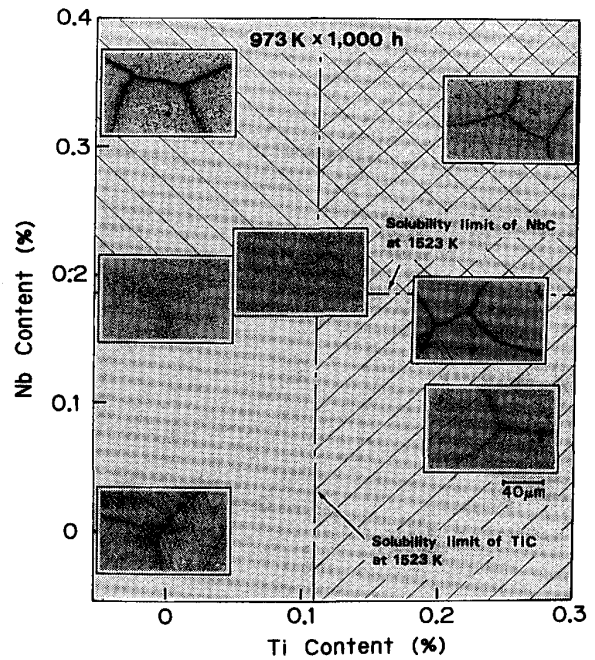 0.4
973 K x 1,000 h
0.3
Solubility limit of NbC
at 1523 K
0.2
Nb Content (%)
0.1
40μm
0
Solubility limit of TiC
at 1523 K
0
0.1
0.2
0.3
Ti Content (%)